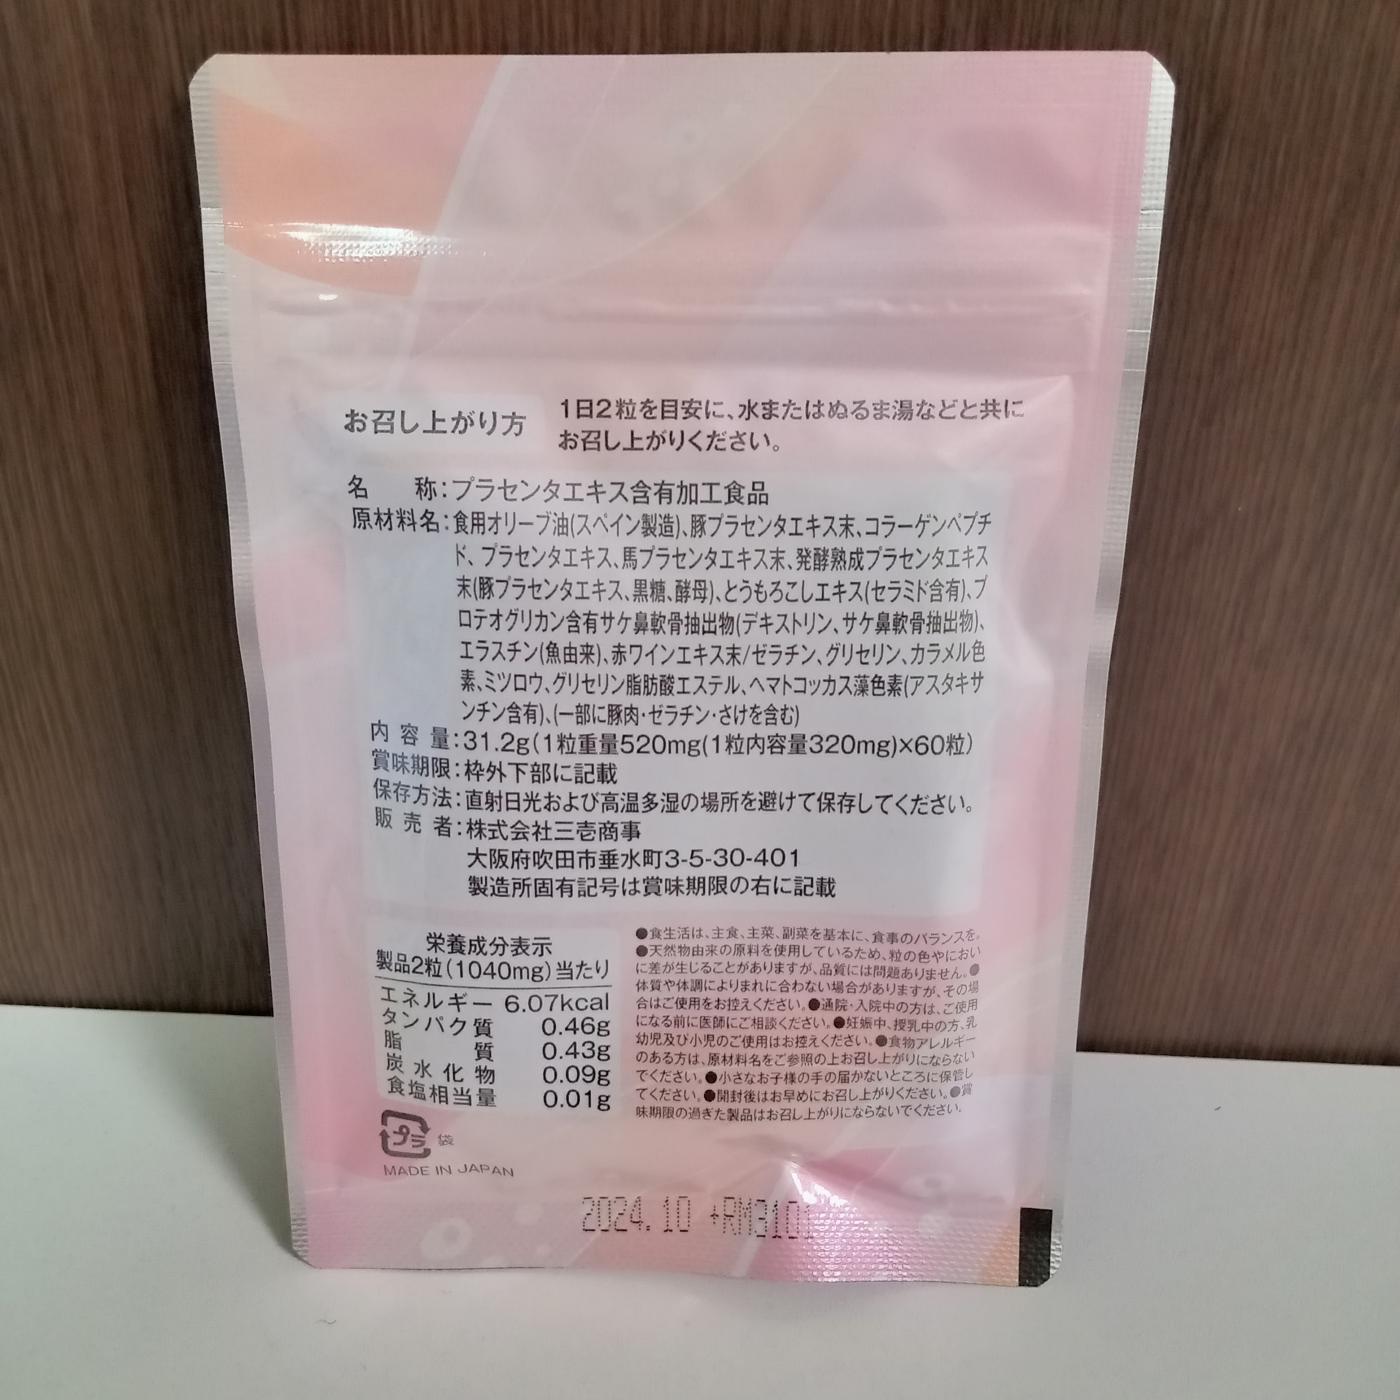 お召し上がり方
1日2粒を目安に、水またはぬるま湯などと共に
お召し上がりください。
名 称:プラセンタエキス含有加工食品
原材料名:食用オリーブ油(スペイン製造)、豚プラセンタエキス末、コラーゲンペプチ
ド、プラセンタエキス、馬プラセンタエキス末、発酵熟成プラセンタエキス
末(豚プラセンタエキス、黒糖、酵母)、とうもろこしエキス(セラミド含有)、プ
ロテオグリカン含有サケ鼻軟骨抽出物(デキストリン、サケ鼻軟骨抽出物)、
エラスチン(魚由来)、赤ワインエキス末/ゼラチン、グリセリン、カラメル色
素、ミツロウ、グリセリン脂肪酸エステル、ヘマトコッカス藻色素(アスタキサ
ンチン含有)、(一部に豚肉・ゼラチン・さけを含む)
内容量:31.2g(1粒重量520mg(1粒内容量320mg)×60粒)
賞味期限:枠外下部に記載
保存方法:直射日光および高温多湿の場所を避けて保存してください。
販売者:株式会社三壱商事
大阪府吹田市垂水町3-5-30-401
製造所固有記号は賞味期限の右に記載
栄養成分表示
製品2粒(1040mg)当たり
エネルギー 6.07kcal
タンパク質 0.46g
脂質 0.43g
炭水化物 0.09g
食塩相当量 0.01g
●食生活は、主食、主菜、副菜を基本に、食事のバランスを。
●天然物由来の原料を使用しているため、粒の色やにおい
に差が生じることがありますが、品質には問題ありません。●
体質や体調によりまれに合わない場合がありますが、その場
合はご使用をお控えください。●通院・入院中の方は、ご使用
になる前に医師にご相談ください。●妊娠中、授乳中の方、乳
幼児及び小児のご使用はお控えください。●食物アレルギー
のある方は、原材料名をご参照の上お召し上がりにならない
でください。●小さなお子様の手の届かないところに保管し
てください。●開封後はお早めにお召し上がりください。●賞
味期限の過ぎた製品はお召し上がりにならないでください。
プラ 袋
MADE IN JAPAN
2024.10 +RM3101